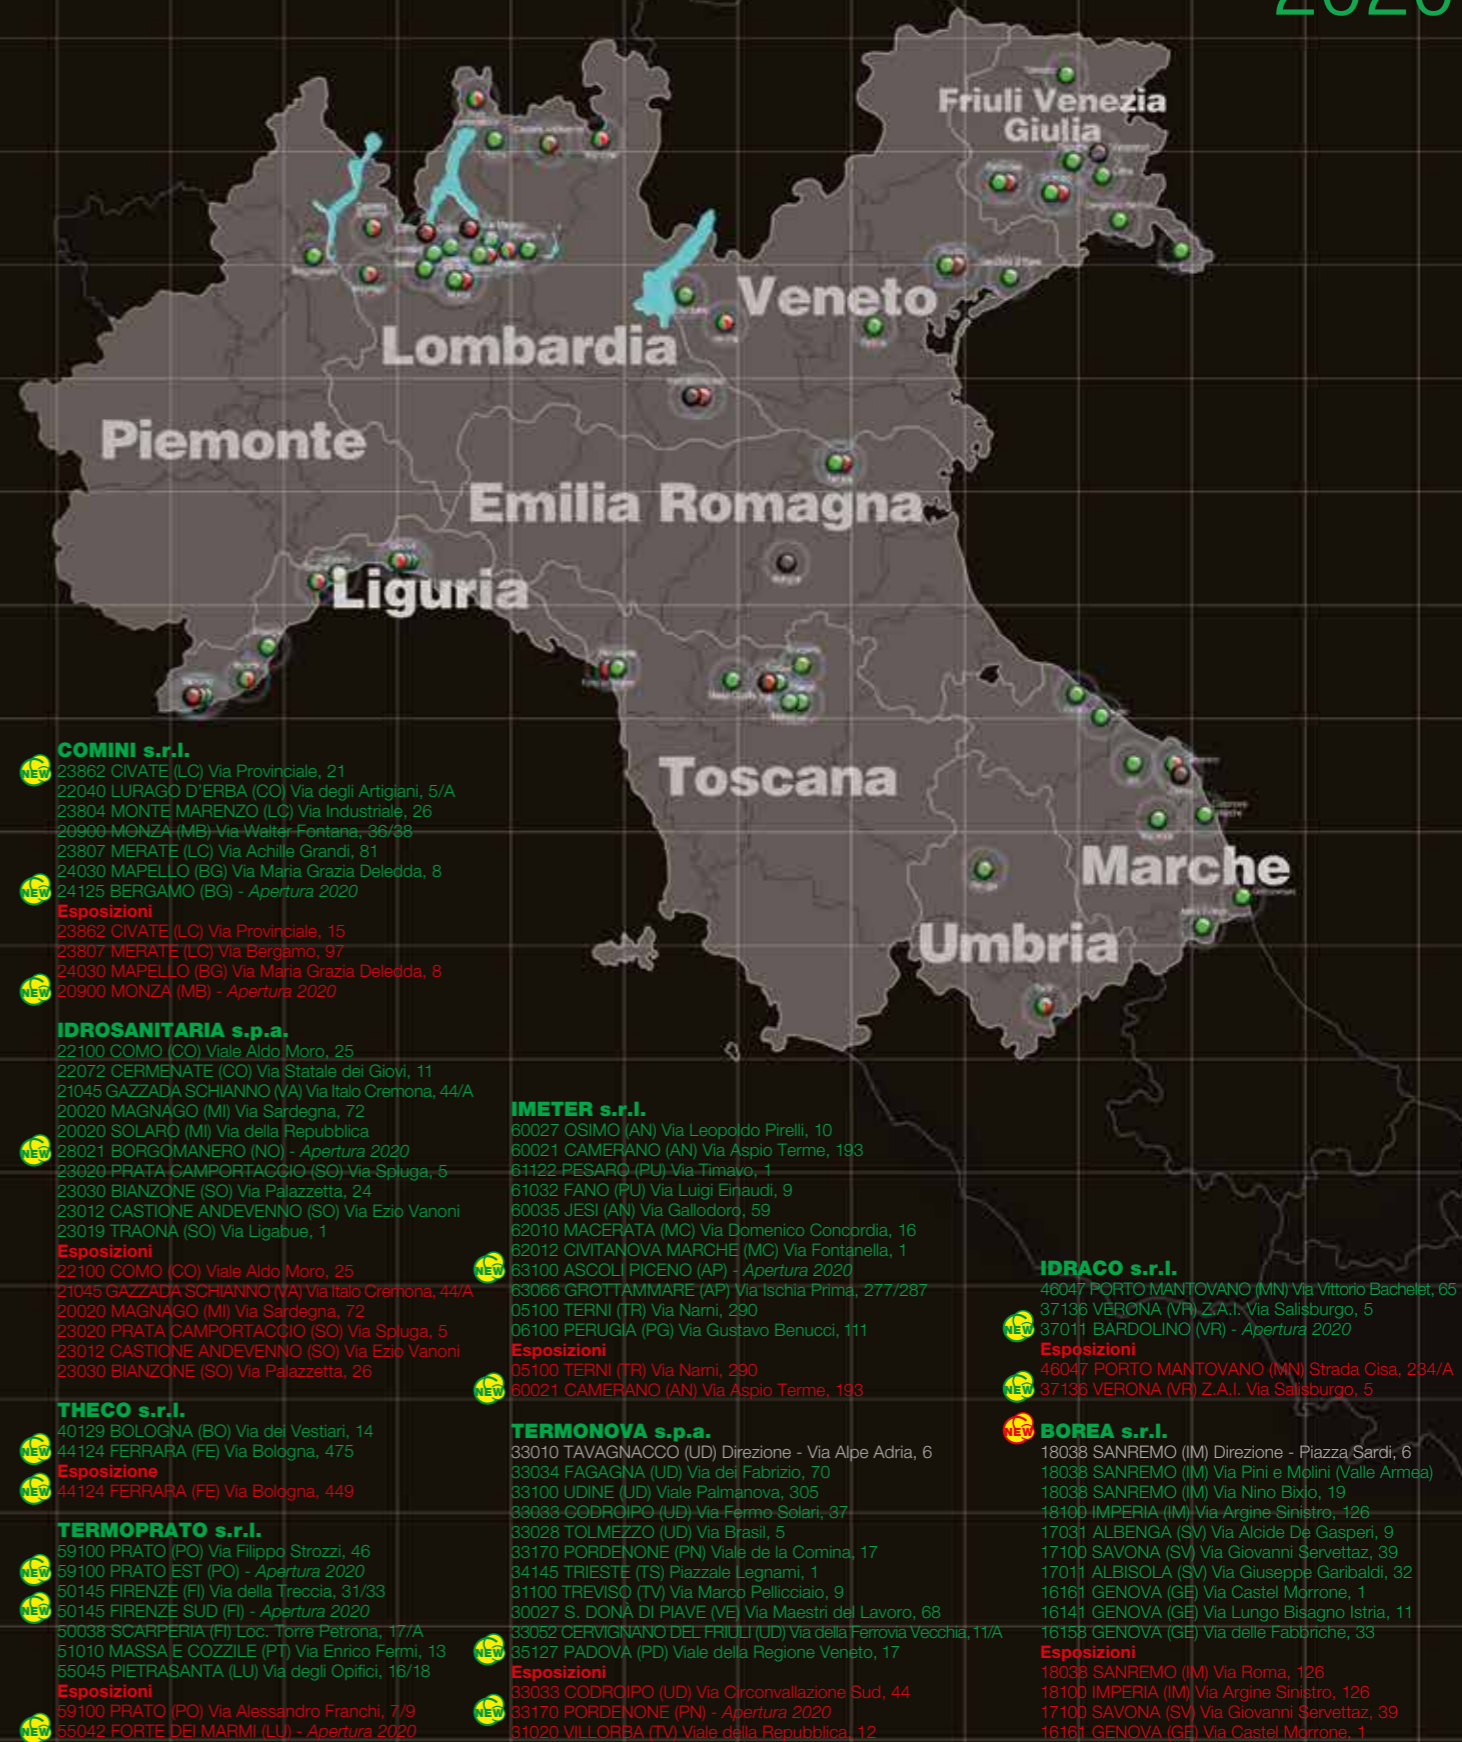 2020
Friuli Venezia
Giulia
Veneto
Lombardia
Piemonte
Emilia Romagna
Liguria
Toscana
Marche
Umbria
COMINI s.r.l.
NEW 23862 CIVATE (LC) Via Provinciale, 21
22040 LURAGO D'ERBA (CO) Via degli Artigiani, 5/A
23804 MONTE MARENZO (LC) Via Industriale, 26
20900 MONZA (MB) Via Walter Fontana, 36/38
23807 MERATE (LC) Via Achille Grandi, 81
24030 MAPELLO (BG) Via Maria Grazia Deledda, 8
NEW 24125 BERGAMO (BG) - Apertura 2020
Esposizioni
23862 CIVATE (LC) Via Provinciale, 15
23807 MERATE (LC) Via Bergamo, 97
24030 MAPELLO (BG) Via Maria Grazia Deledda, 8
NEW 20900 MONZA (MB) - Apertura 2020
IDROSANITARIA s.p.a.
22100 COMO (CO) Viale Aldo Moro, 25
22072 CERMENATE (CO) Via Statale dei Giovi, 11
21045 GAZZADA SCHIANNO (VA) Via Italo Cremona, 44/A
20020 MAGNAGO (MI) Via Sardegna, 72
20020 SOLARO (MI) Via della Repubblica
NEW 28021 BORGOMANERO (NO) - Apertura 2020
23020 PRATA CAMPORTACCIO (SO) Via Spluga, 5
23030 BIANZONE (SO) Via Palazzetta, 24
23012 CASTIONE ANDEVENNO (SO) Via Ezio Vanoni
23019 TRAONA (SO) Via Ligabue, 1
Esposizioni
22100 COMO (CO) Viale Aldo Moro, 25
21045 GAZZADA SCHIANNO (VA) Via Italo Cremona, 44/A
20020 MAGNAGO (MI) Via Sardegna, 72
23020 PRATA CAMPORTACCIO (SO) Via Spluga, 5
23012 CASTIONE ANDEVENNO (SO) Via Ezio Vanoni
23030 BIANZONE (SO) Via Palazzetta, 26
THECO s.r.l.
40129 BOLOGNA (BO) Via dei Vestiari, 14
NEW 44124 FERRARA (FE) Via Bologna, 475
Esposizione
NEW 44124 FERRARA (FE) Via Bologna, 449
TERMOPRATO s.r.l.
59100 PRATO (PO) Via Filippo Strozzi, 46
NEW 59100 PRATO EST (PO) - Apertura 2020
50145 FIRENZE (FI) Via della Treccia, 31/33
NEW 50145 FIRENZE SUD (FI) - Apertura 2020
50038 SCARPERIA (FI) Loc. Torre Petrona, 17/A
51010 MASSA E COZZILE (PT) Via Enrico Fermi, 13
55045 PIETRASANTA (LU) Via degli Opifici, 16/18
Esposizioni
59100 PRATO (PO) Via Alessandro Franchi, 7/9
NEW 55042 FORTE DEI MARMI (LU) - Apertura 2020
IMETER s.r.l.
60027 OSIMO (AN) Via Leopoldo Pirelli, 10
60021 CAMERANO (AN) Via Aspio Terme, 193
61122 PESARO (PU) Via Timavo, 1
61032 FANO (PU) Via Luigi Einaudi, 9
60035 JESI (AN) Via Gallodoro, 59
62010 MACERATA (MC) Via Domenico Concordia, 16
62012 CIVITANOVA MARCHE (MC) Via Fontanella, 1
NEW 63100 ASCOLI PICENO (AP) - Apertura 2020
63066 GROTTAMMARE (AP) Via Ischia Prima, 277/287
05100 TERNI (TR) Via Narni, 290
06100 PERUGIA (PG) Via Gustavo Benucci, 111
Esposizioni
05100 TERNI (TR) Via Narni, 290
NEW 60021 CAMERANO (AN) Via Aspio Terme, 193
TERMONOVA s.p.a.
33010 TAVAGNACCO (UD) Direzione - Via Alpe Adria, 6
33034 FAGAGNA (UD) Via dei Fabrizio, 70
33100 UDINE (UD) Viale Palmanova, 305
33033 CODROIPO (UD) Via Fermo Solari, 37
33028 TOLMEZZO (UD) Via Brasil, 5
33170 PORDENONE (PN) Viale de la Comina, 17
34145 TRIESTE (TS) Piazzale Legnami, 1
31100 TREVISO (TV) Via Marco Pellicciaio, 9
30027 S. DONÀ DI PIAVE (VE) Via Maestri del Lavoro, 68
33052 CERVIGNANO DEL FRIULI (UD) Via della Ferrovia Vecchia, 11/A
NEW 35127 PADOVA (PD) Viale della Regione Veneto, 17
Esposizioni
33033 CODROIPO (UD) Via Circonvallazione Sud, 44
NEW 33170 PORDENONE (PN) - Apertura 2020
31020 VILLORBA (TV) Viale della Repubblica, 12
IDRACO s.r.l.
46047 PORTO MANTOVANO (MN) Via Vittorio Bachelet, 65
37136 VERONA (VR) Z.A.I. Via Salisburgo, 5
NEW 37011 BARDOLINO (VR) - Apertura 2020
Esposizioni
46047 PORTO MANTOVANO (MN) Strada Cisa, 234/A
NEW 37136 VERONA (VR) Z.A.I. Via Salisburgo, 5
NEW BOREA s.r.l.
18038 SANREMO (IM) Direzione - Piazza Sardi, 6
18038 SANREMO (IM) Via Pini e Molini (Valle Armea)
18038 SANREMO (IM) Via Nino Bixio, 19
18100 IMPERIA (IM) Via Argine Sinistro, 126
17031 ALBENGA (SV) Via Alcide De Gasperi, 9
17100 SAVONA (SV) Via Giovanni Servettaz, 39
17011 ALBISOLA (SV) Via Giuseppe Garibaldi, 32
16161 GENOVA (GE) Via Castel Morrone, 1
16141 GENOVA (GE) Via Lungo Bisagno Istria, 11
16158 GENOVA (GE) Via delle Fabbriche, 33
Esposizioni
18038 SANREMO (IM) Via Roma, 126
18100 IMPERIA (IM) Via Argine Sinistro, 126
17100 SAVONA (SV) Via Giovanni Servettaz, 39
16161 GENOVA (GE) Via Castel Morrone, 1